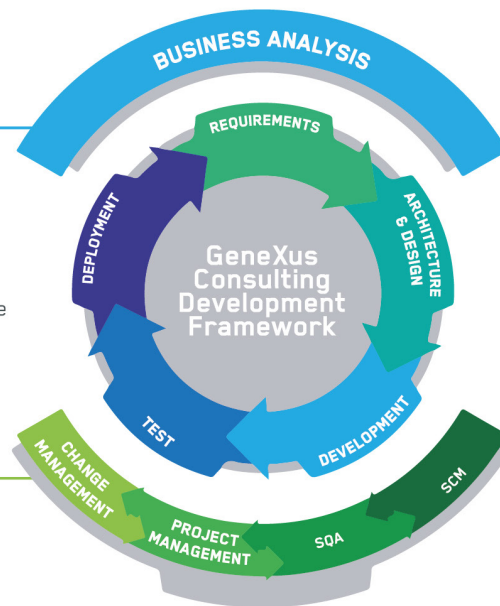 BUSINESS ANALYSIS
REQUIREMENTS
ARCHITECTURE
& DESIGN
DEPLOYMENT
GeneXus
Consulting
Development
Framework
e
TEST
DEVELOPMENT
CHANGE
MANAGEMENT
PROJECT
MANAGEMENT
SQA
SCM